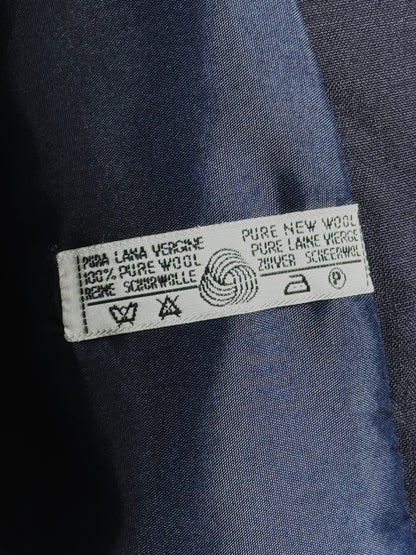 PURA LANA VERGINE
100% PURE WOOL
REINE SCHURWOLLE
PURE NEW WOOL
PURE LAINE VIERGE
ZUIVER SCHEERWOL
P